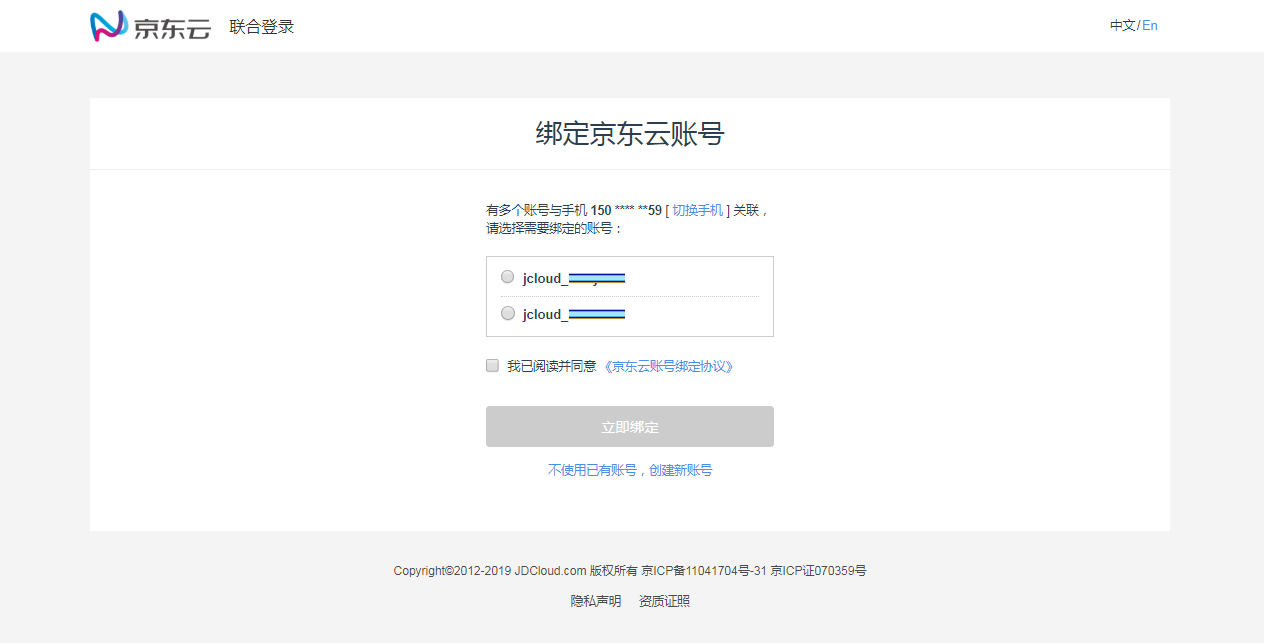 京东云 联合登录 中文/En
绑定京东云账号
有多个账号与手机 150 **** **59 [ 切换手机 ] 关联，
请选择需要绑定的账号：
jcloud_
jcloud_
我已阅读并同意 《京东云账号绑定协议》
立即绑定
不使用已有账号，创建新账号
Copyright©2012-2019 JDCloud.com 版权所有 京ICP备11041704号-31 京ICP证070359号
隐私声明 资质证照